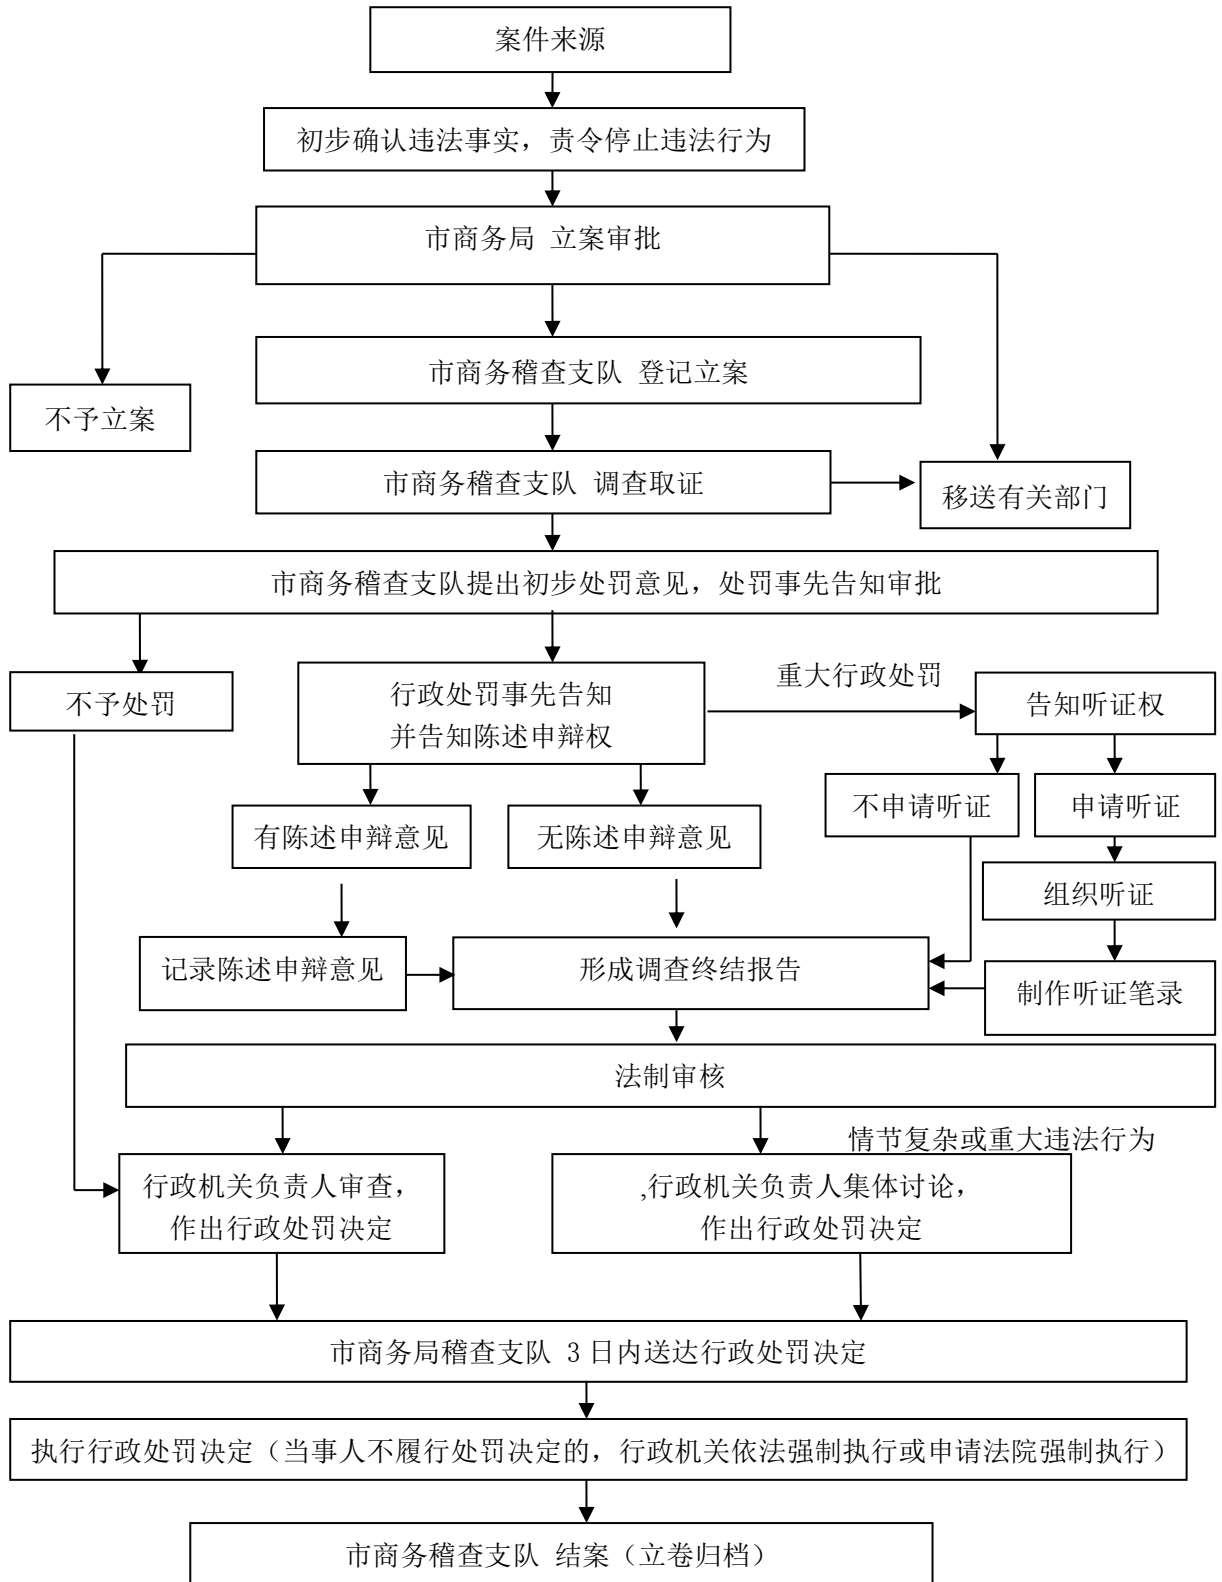 案件来源
初步确认违法事实，责令停止违法行为
市商务局 立案审批
市商务稽查支队 登记立案
不予立案
市商务稽查支队 调查取证
移送有关部门
市商务稽查支队提出初步处罚意见，处罚事先告知审批
不予处罚
行政处罚事先告知
并告知陈述申辩权
重大行政处罚
告知听证权
不申请听证
申请听证
有陈述申辩意见
无陈述申辩意见
组织听证
记录陈述申辩意见
形成调查终结报告
制作听证笔录
法制审核
情节复杂或重大违法行为
行政机关负责人审查，
作出行政处罚决定
,行政机关负责人集体讨论，
作出行政处罚决定
市商务局稽查支队 3日内送达行政处罚决定
执行行政处罚决定（当事人不履行处罚决定的，行政机关依法强制执行或申请法院强制执行）
市商务稽查支队 结案（立卷归档）